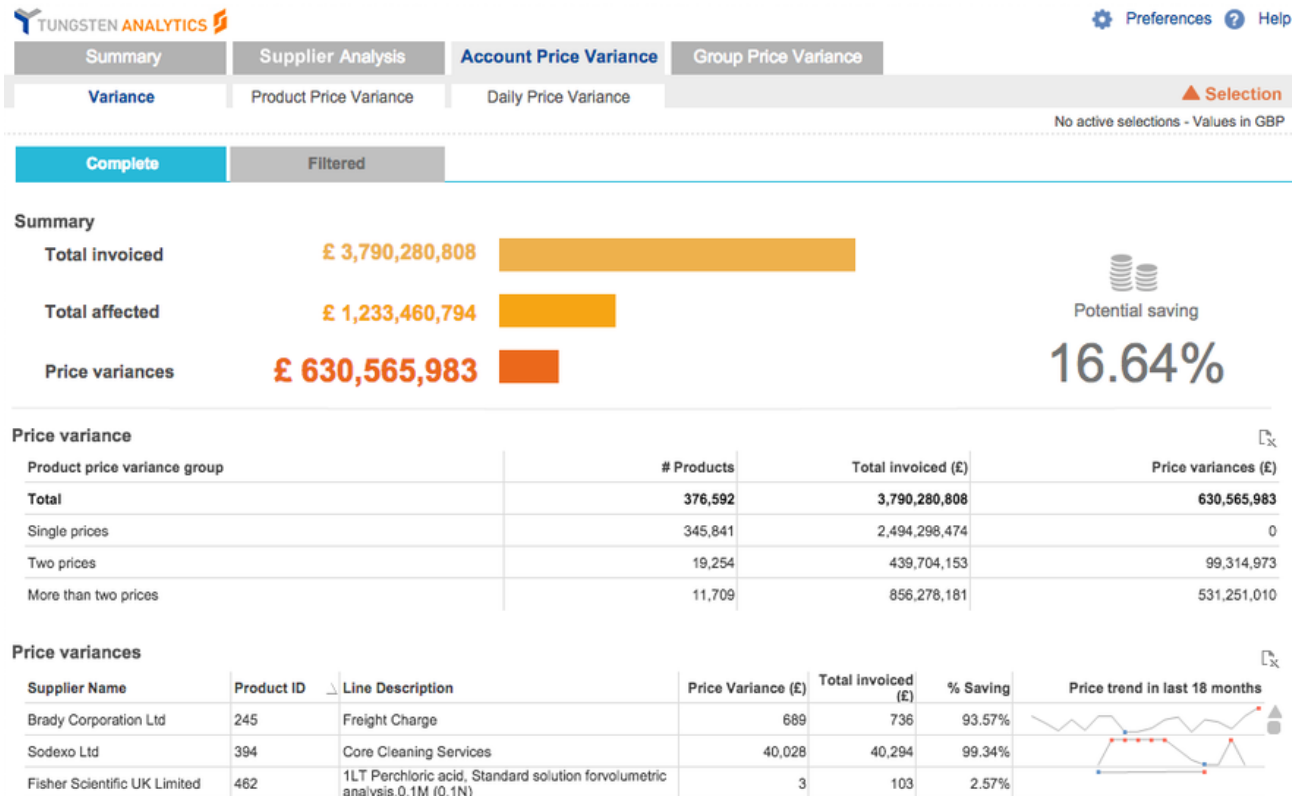 TUNGSTEN ANALYTICS
Preferences Help
Summary Supplier Analysis Account Price Variance Group Price Variance
Variance Product Price Variance Daily Price Variance
Selection
No active selections - Values in GBP
Complete Filtered
Summary
Total invoiced £ 3,790,280,808
Total affected £ 1,233,460,794
Potential saving
Price variances £ 630,565,983
16.64%
Price variance
Product price variance group # Products Total invoiced (£) Price variances (£)
Total 376,592 3,790,280,808 630,565,983
Single prices 345,841 2,494,298,474 0
Two prices 19,254 439,704,153 99,314,973
More than two prices 11,709 856,278,181 531,251,010
Price variances
Supplier Name Product ID Line Description Price Variance (£) Total invoiced (£) % Saving Price trend in last 18 months
Brady Corporation Ltd 245 Freight Charge 689 736 93.57%
Sodexo Ltd 394 Core Cleaning Services 40,028 40,294 99.34%
Fisher Scientific UK Limited 462 1LT Perchloric acid, Standard solution forvolumetric analysis,0.1M (0.1N) 3 103 2.57%